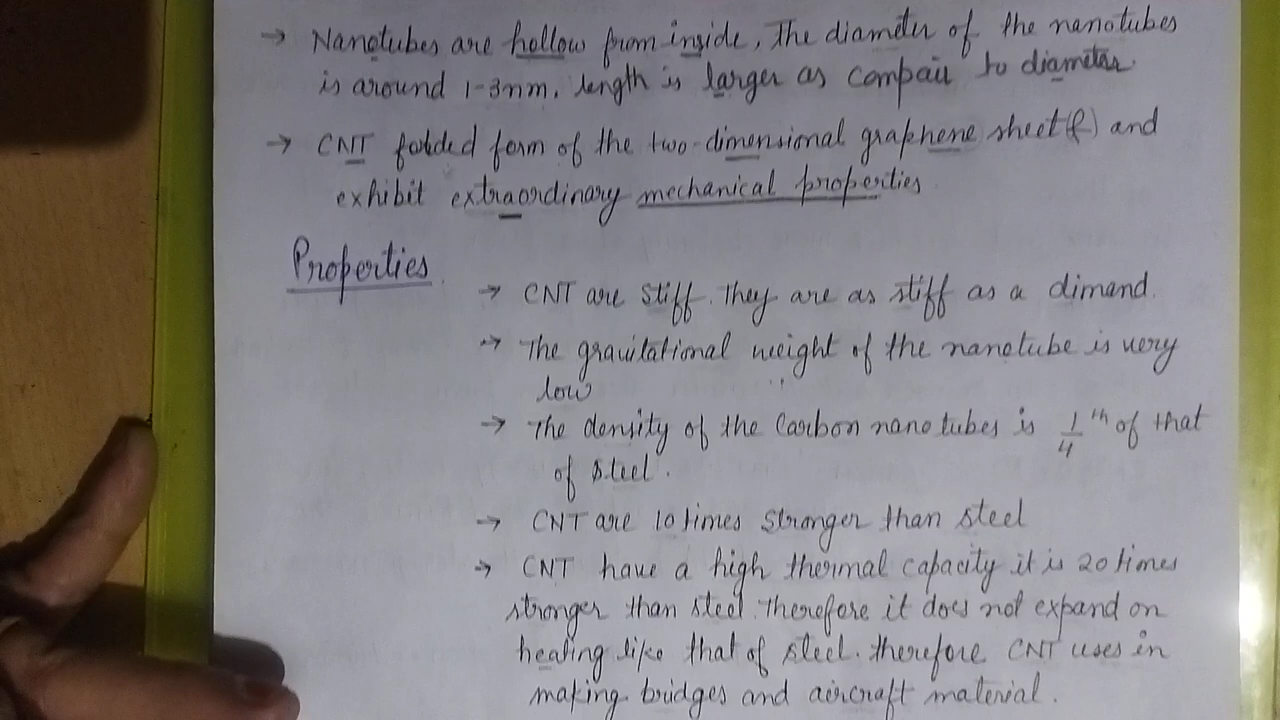 → Nanotubes are hollow from inside, The diameter of the nanotubes
is around 1-3nm. length is larger as compair to diameter
→ CNT folded form of the two-dimensional graphene sheet(f) and
exhibit extraordinary mechanical properties
Properties
→ CNT are stiff. They are as stiff as a dimand.
→ The gravitational weight of the nanotube is very
low
→ The density of the Carbon nano tubes is 1/4 th of that
of steel.
→ CNT are 10 times stronger than steel
→ CNT have a high thermal capacity it is 20 times
stronger than steel. Therefore it does not expand on
heating like that of steel. therefore CNT uses in
making bridges and aircraft material.